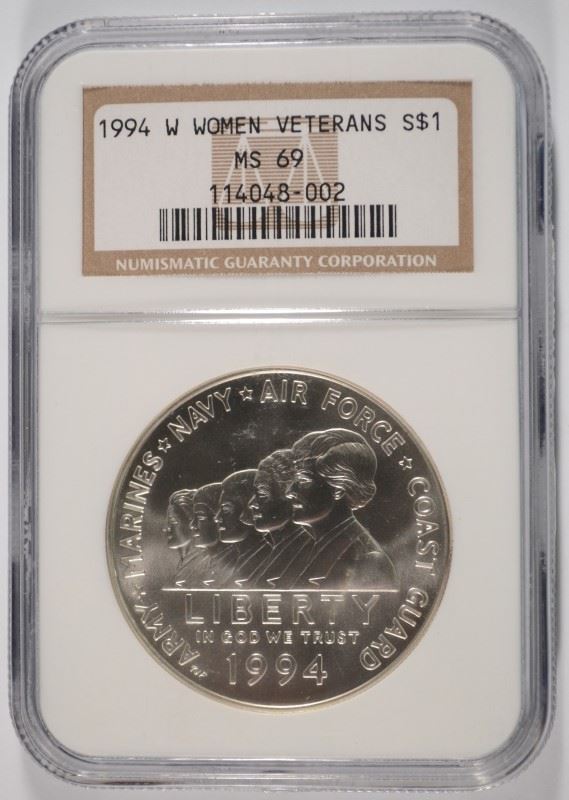 1994 W WOMEN VETERANS S$1
MS 69
114048-002
NUMISMATIC GUARANTY CORPORATION
ARMY ★ MARINES ★ NAVY ★ AIR FORCE ★ COAST GUARD
LIBERTY
IN GOD WE TRUST
1994